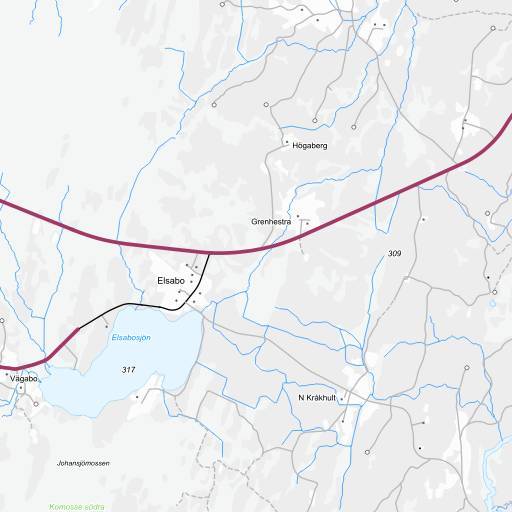 Högaberg
Grenhestra
309
Elsabo
Elsabosjön
317
Vägabo
N Kråkhult
Johansjömossen
Komosse södra